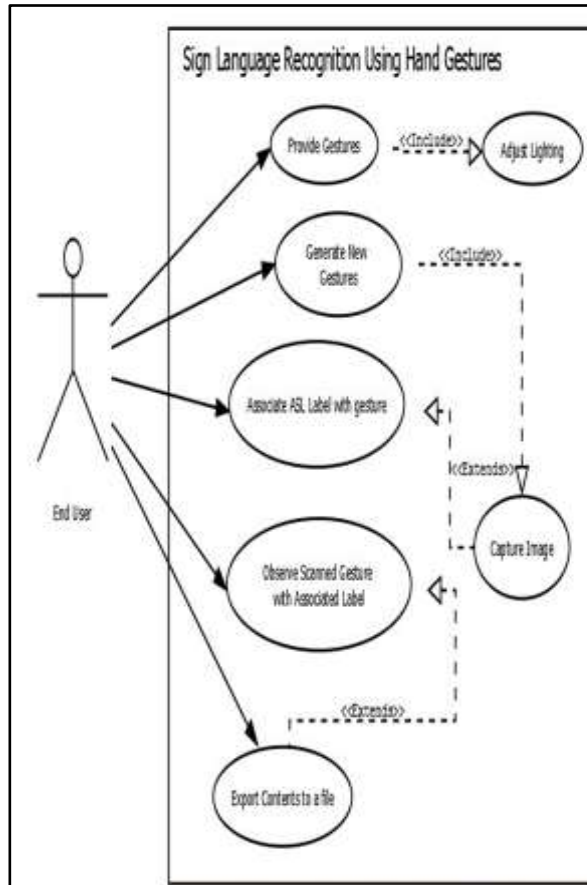 Sign Language Recognition Using Hand Gestures
Provide Gestures
<<Include>>
Adjust Lighting
Generate New
Gestures
<<Include>>
Associate ASL Label with gesture
<<Extends>>
End User
Capture Image
Observe Scanned Gesture
with Associated Label
<<Extends>>
Export Contents to a file